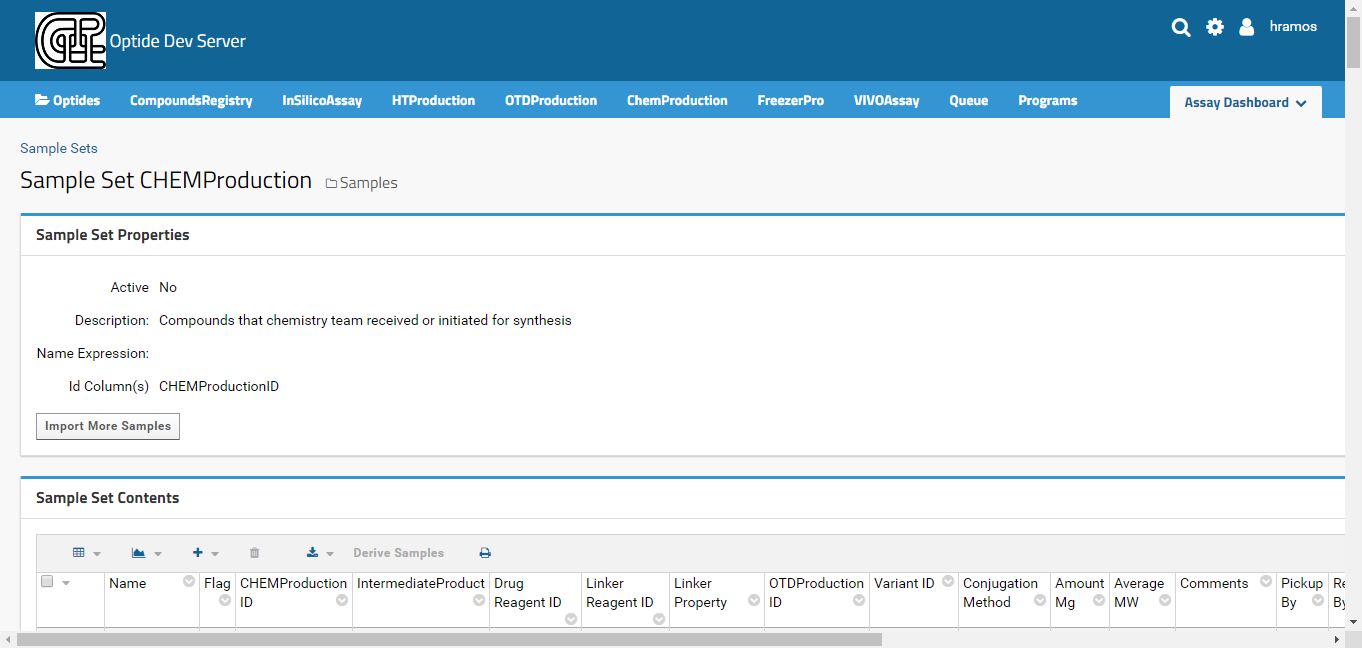 Optide Dev Server
hramos
Optides CompoundsRegistry InSilicoAssay HTProduction OTDProduction ChemProduction FreezerPro VIVOAssay Queue Programs Assay Dashboard
Sample Sets
Sample Set CHEMProduction Samples
Sample Set Properties
Active No
Description: Compounds that chemistry team received or initiated for synthesis
Name Expression:
Id Column(s) CHEMProductionID
Import More Samples
Sample Set Contents
Derive Samples
Name Flag CHEMProduction IntermediateProduct Drug Linker Linker OTDProduction Variant ID Conjugation Amount Average Comments Pickup Re
ID Reagent ID Reagent ID Property ID Method Mg MW By By